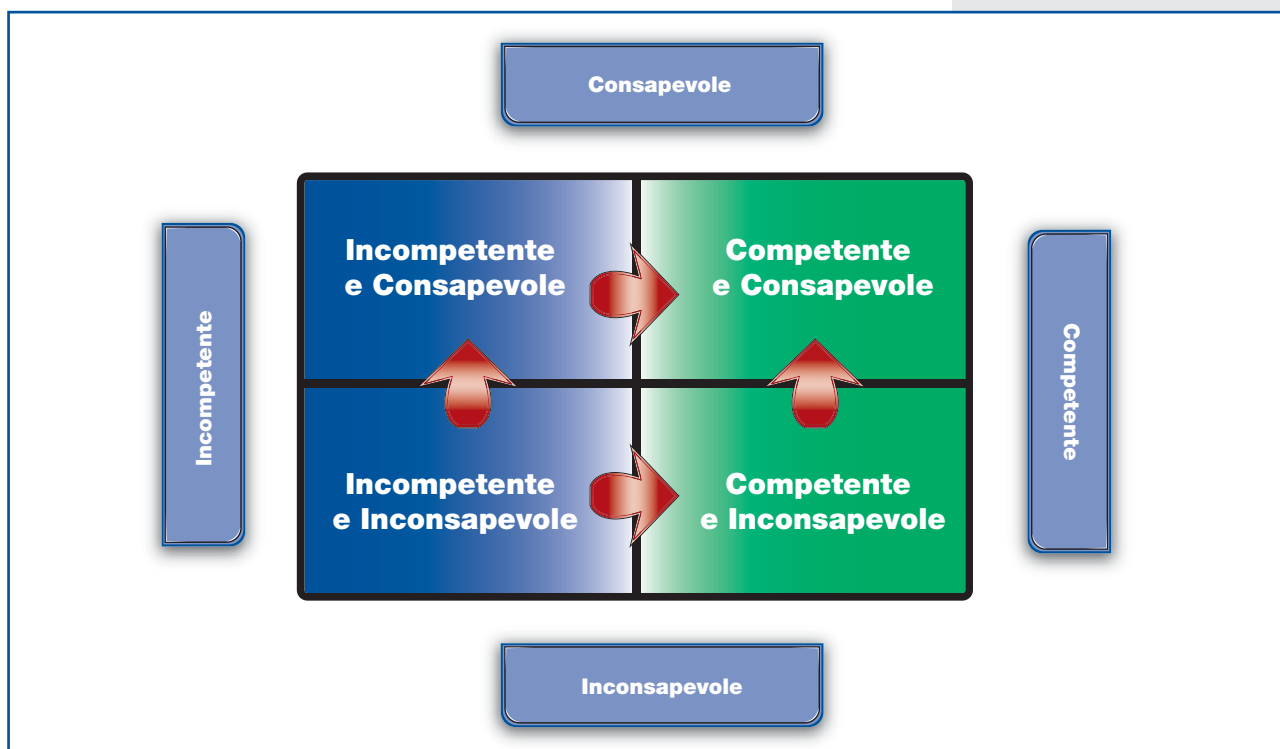 Consapevole
Incompetente
e Consapevole
Competente
e Consapevole
Incompetente
Competente
Incompetente
e Inconsapevole
Competente
e Inconsapevole
Inconsapevole